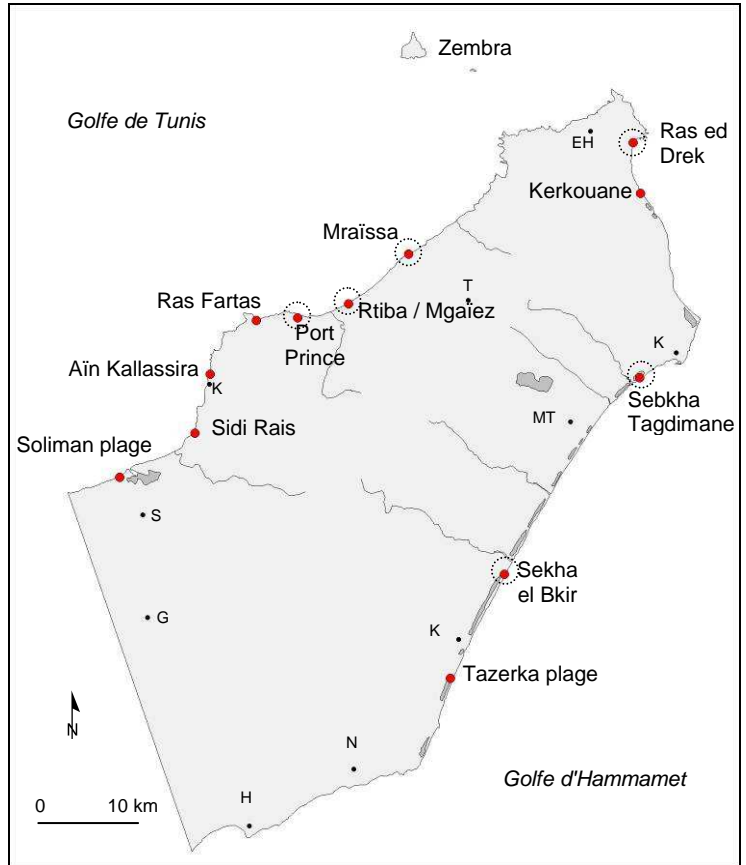 Zembra
Golfe de Tunis
EH
Ras ed
Drek
Kerkouane
Mraïssa
T
Ras Fartas
Rtiba / Mgaiez
Port
Prince
K
Aïn Kallassira
K
Sebkha
Tagdimane
MT
Sidi Rais
Soliman plage
S
Sekha
el Bkir
G
K
Tazerka plage
N
N
Golfe d'Hammamet
0 10 km
H